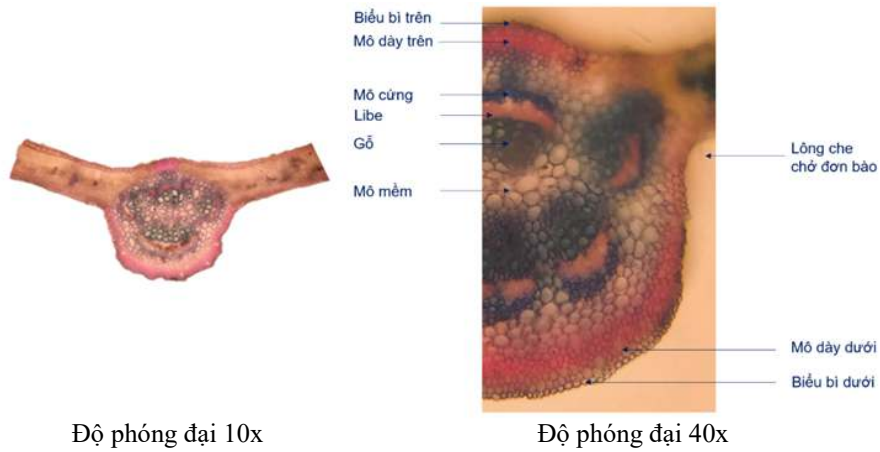 Biểu bì trên
Mô dày trên
Mô cứng
Libe
Gỗ
Mô mềm
Lông che
chở đơn bào
Mô dày dưới
Biểu bì dưới
Độ phóng đại 10x
Độ phóng đại 40x